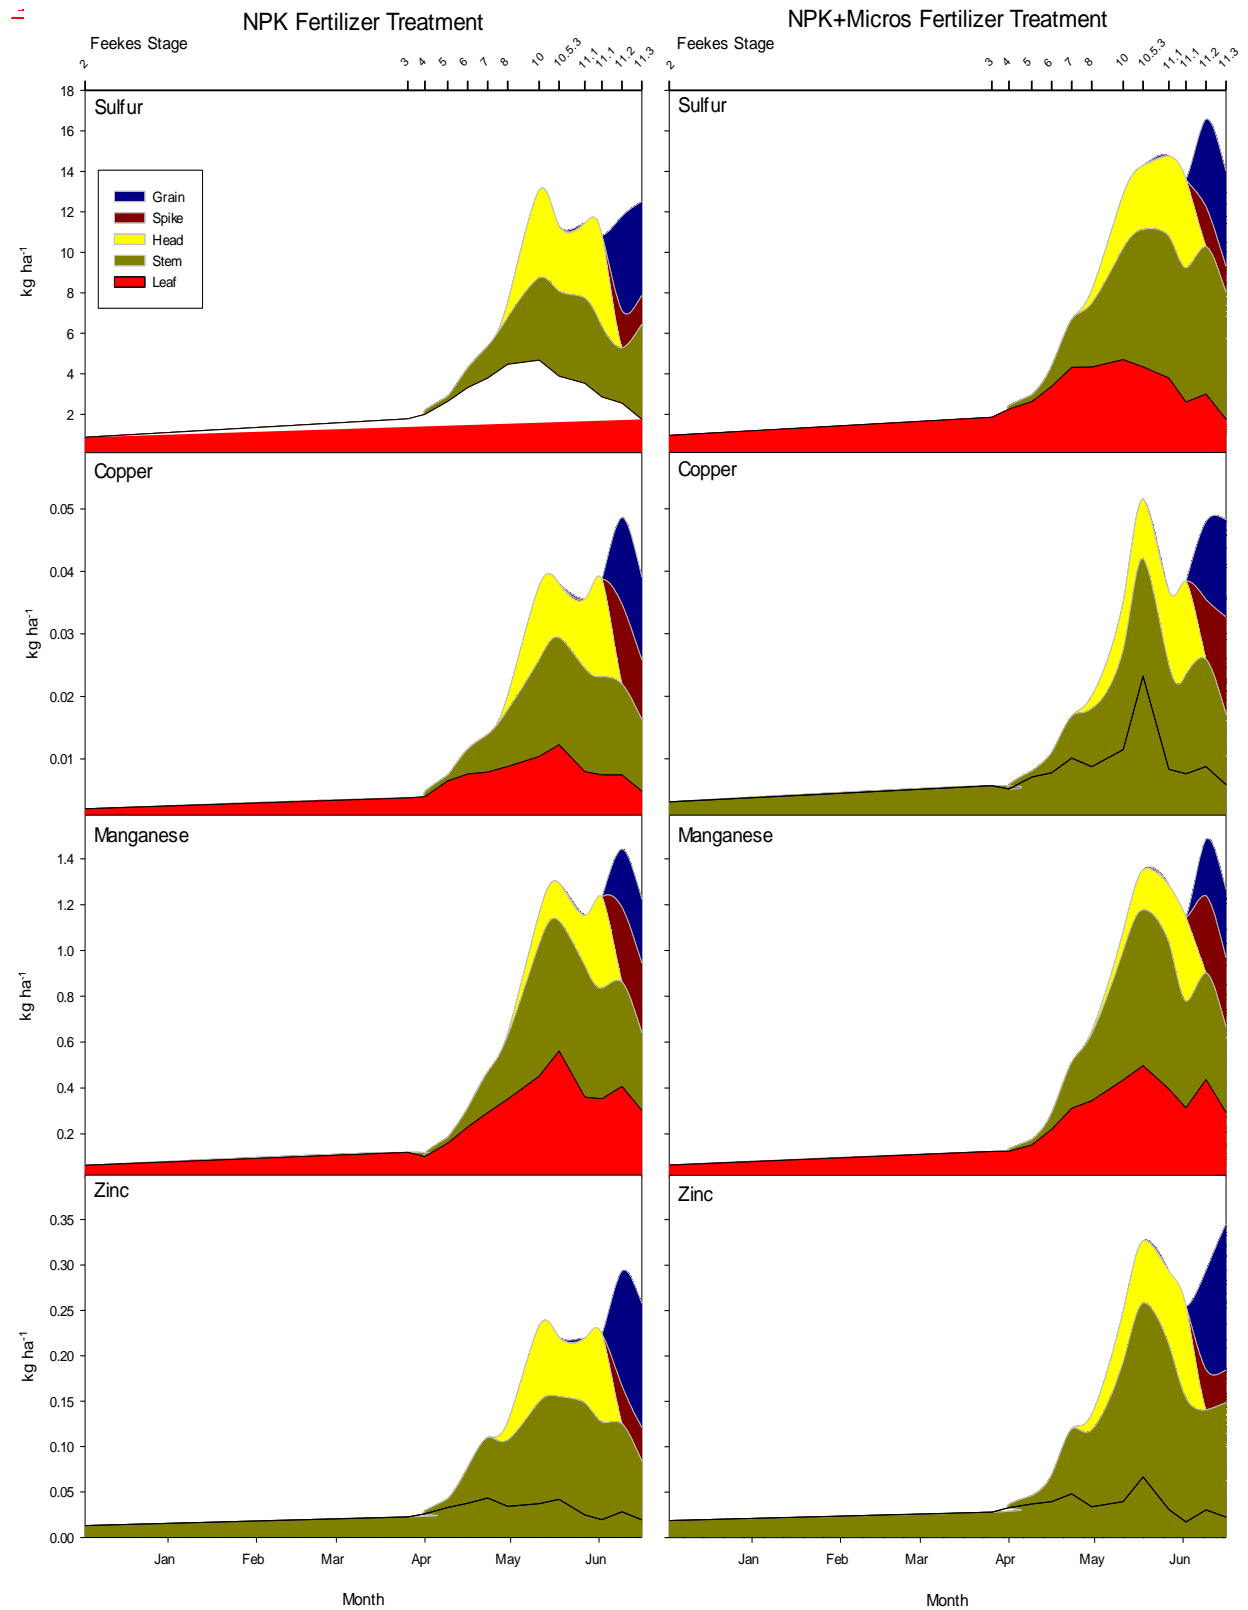 NPK Fertilizer Treatment
NPK+Micros Fertilizer Treatment
Feekes Stage
Feekes Stage
2 3 4 5 6 7 8 10 10.5.3 11.1 11.1 11.2 11.3
2 3 4 5 6 7 8 10 10.5.3 11.1 11.1 11.2 11.3
Sulfur
Sulfur
18
16
14
12
10
8
6
4
2
kg ha-1
Grain
Spike
Head
Stem
Leaf
Copper
Copper
0.05
0.04
0.03
0.02
0.01
kg ha-1
Manganese
Manganese
1.4
1.2
1.0
0.8
0.6
0.4
0.2
kg ha-1
Zinc
Zinc
0.35
0.30
0.25
0.20
0.15
0.10
0.05
0.00
kg ha-1
Jan Feb Mar Apr May Jun
Jan Feb Mar Apr May Jun
Month
Month